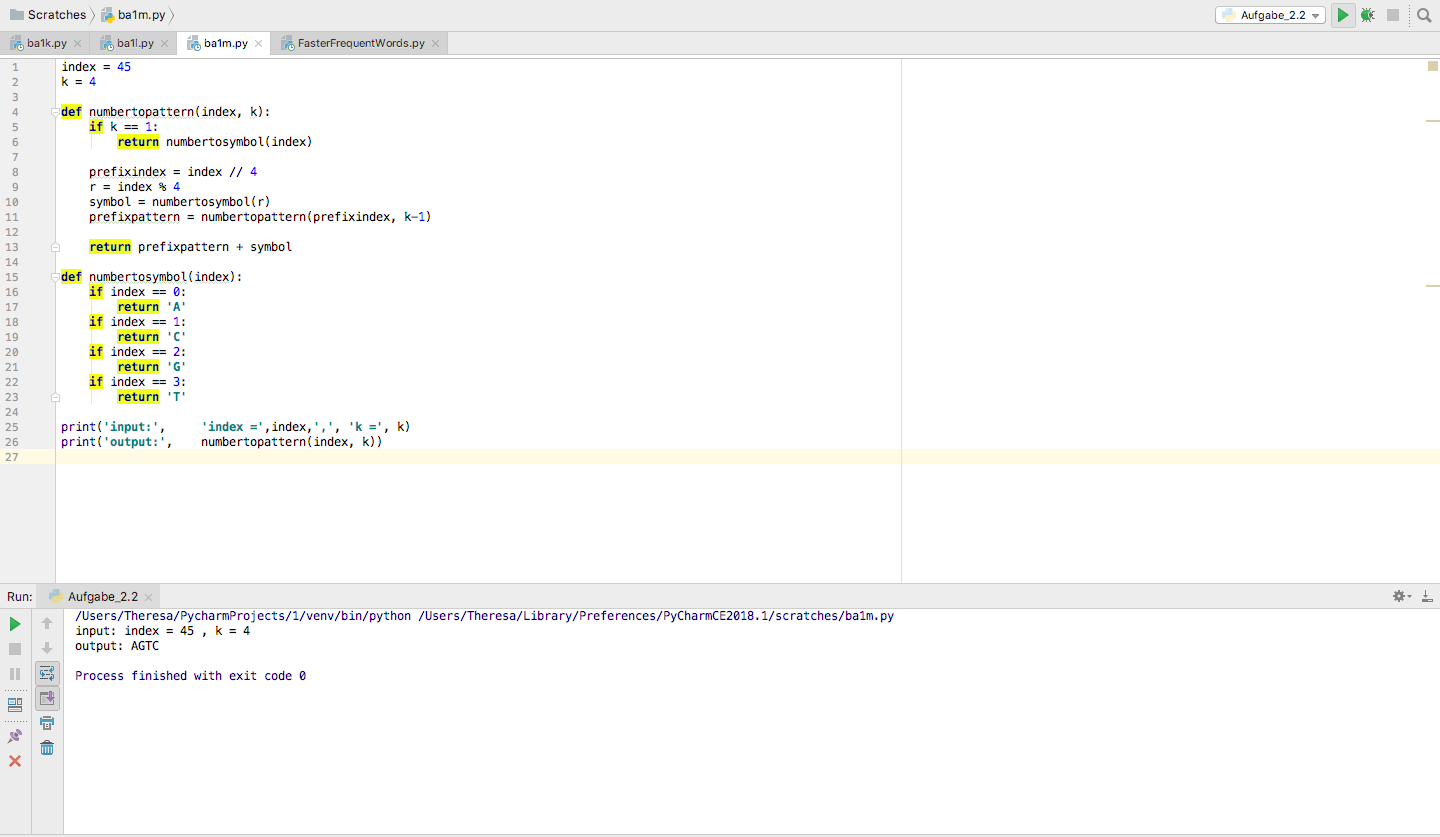 Scratches ba1m.py Aufgabe_2.2
ba1k.py ba1l.py ba1m.py FasterFrequentWords.py
1 index = 45
2 k = 4
3
4 def numbertopattern(index, k):
5     if k == 1:
6         return numbertosymbol(index)
7
8     prefixindex = index // 4
9     r = index % 4
10     symbol = numbertosymbol(r)
11     prefixpattern = numbertopattern(prefixindex, k-1)
12
13     return prefixpattern + symbol
14
15 def numbertosymbol(index):
16     if index == 0:
17         return 'A'
18     if index == 1:
19         return 'C'
20     if index == 2:
21         return 'G'
22     if index == 3:
23         return 'T'
24
25 print('input:',     'index =',index,',', 'k =', k)
26 print('output:',    numbertopattern(index, k))
27
Run: Aufgabe_2.2
/Users/Theresa/PycharmProjects/1/venv/bin/python /Users/Theresa/Library/Preferences/PyCharmCE2018.1/scratches/ba1m.py
input: index = 45 , k = 4
output: AGTC
Process finished with exit code 0